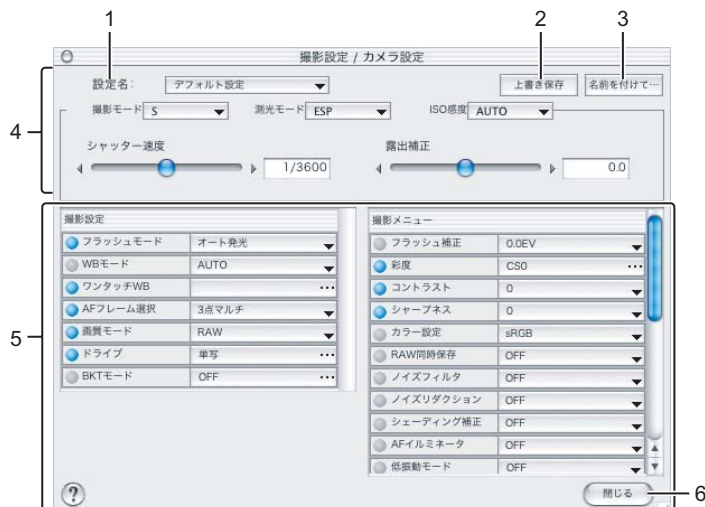 1
2
3
撮影設定 / カメラ設定
設定名:
デフォルト設定
上書き保存
名前を付けて…
4
撮影モード S
測光モード ESP
ISO感度 AUTO
シャッター速度
1/3600
露出補正
0.0
5
撮影設定
フラッシュモード オート発光
WBモード AUTO
ワンタッチWB ...
AFフレーム選択 3点マルチ
画質モード RAW
ドライブ 単写 ...
BKTモード OFF ...
撮影メニュー
フラッシュ補正 0.0EV
彩度 CS0 ...
コントラスト 0
シャープネス 0
カラー設定 sRGB
RAW同時保存 OFF
ノイズフィルタ OFF
ノイズリダクション OFF
シェーディング補正 OFF
AFイルミネータ OFF
低振動モード OFF
?
閉じる
6